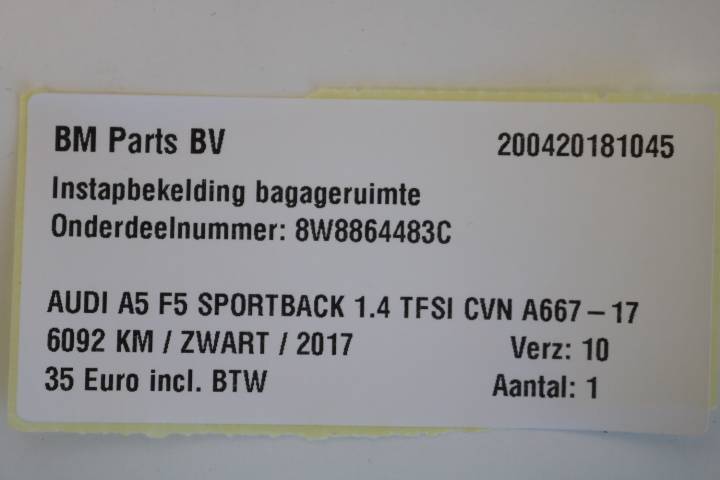 BM Parts BV 200420181045
Instapbekelding bagageruimte
Onderdeelnummer: 8W8864483C
AUDI A5 F5 SPORTBACK 1.4 TFSI CVN A667-17
6092 KM / ZWART / 2017 Verz: 10
35 Euro incl. BTW Aantal: 1